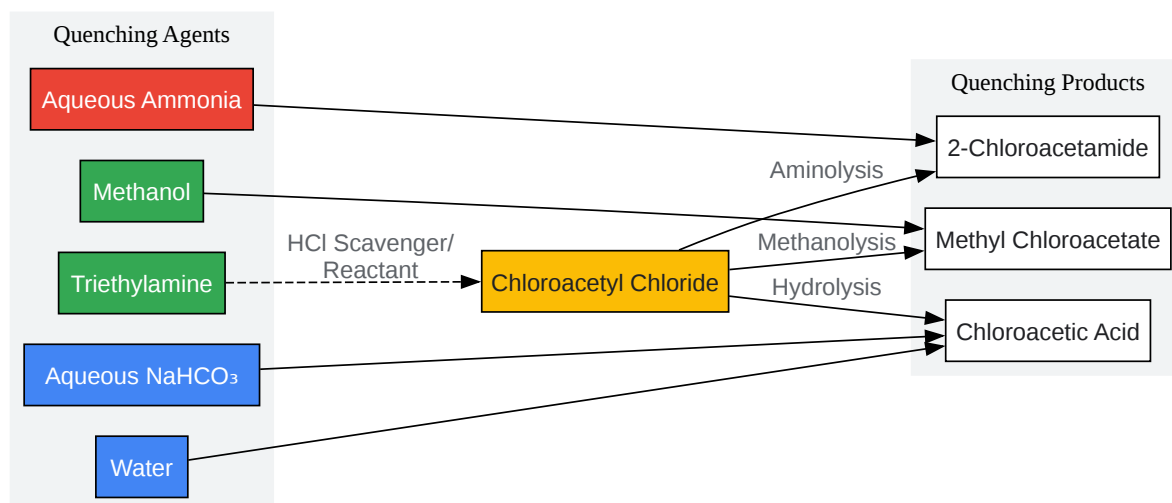 Quenching Agents
Aqueous Ammonia
Methanol
Triethylamine
Aqueous NaHCO₃
Water
HCl Scavenger/
Reactant
Chloroacetyl Chloride
Aminolysis
Methanolysis
Hydrolysis
Quenching Products
2-Chloroacetamide
Methyl Chloroacetate
Chloroacetic Acid